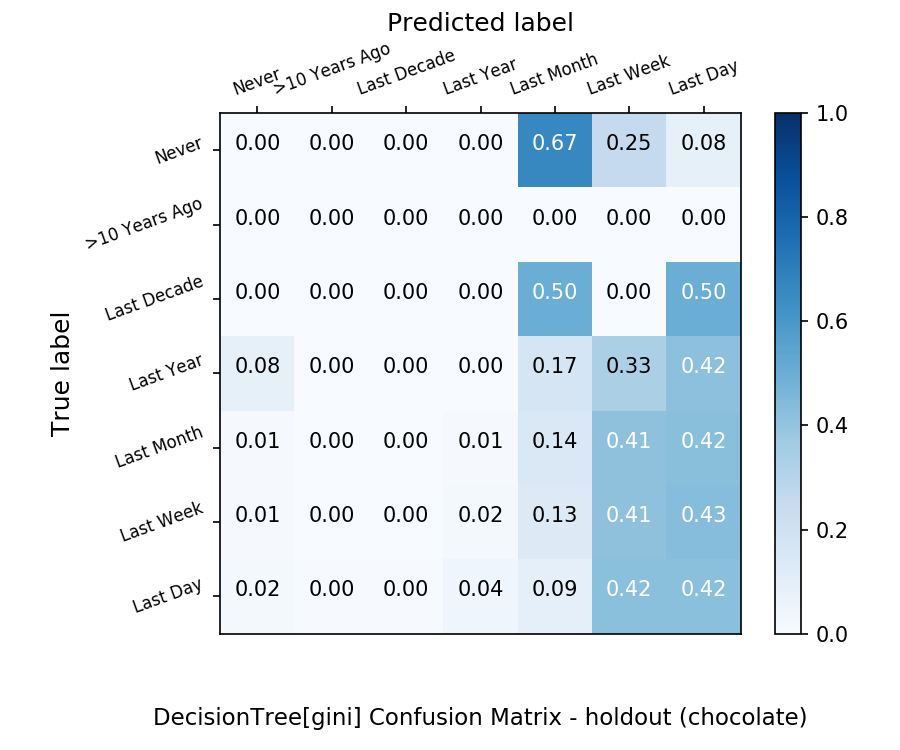 Predicted label
Never >10 Years Ago Last Decade Last Year Last Month Last Week Last Day
True label
Never 0.00 0.00 0.00 0.00 0.67 0.25 0.08
>10 Years Ago 0.00 0.00 0.00 0.00 0.00 0.00 0.00
Last Decade 0.00 0.00 0.00 0.00 0.50 0.00 0.50
Last Year 0.08 0.00 0.00 0.00 0.17 0.33 0.42
Last Month 0.01 0.00 0.00 0.01 0.14 0.41 0.42
Last Week 0.01 0.00 0.00 0.02 0.13 0.41 0.43
Last Day 0.02 0.00 0.00 0.04 0.09 0.42 0.42
1.0
0.8
0.6
0.4
0.2
0.0
DecisionTree[gini] Confusion Matrix - holdout (chocolate)